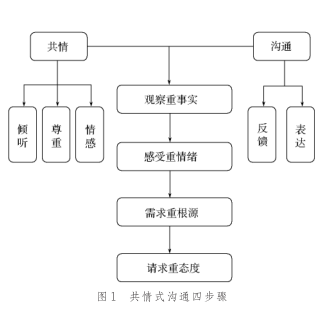 共情
沟通
观察重事实
倾听
尊重
情感
反馈
表达
感受重情绪
需求重根源
请求重态度
图1 共情式沟通四步骤